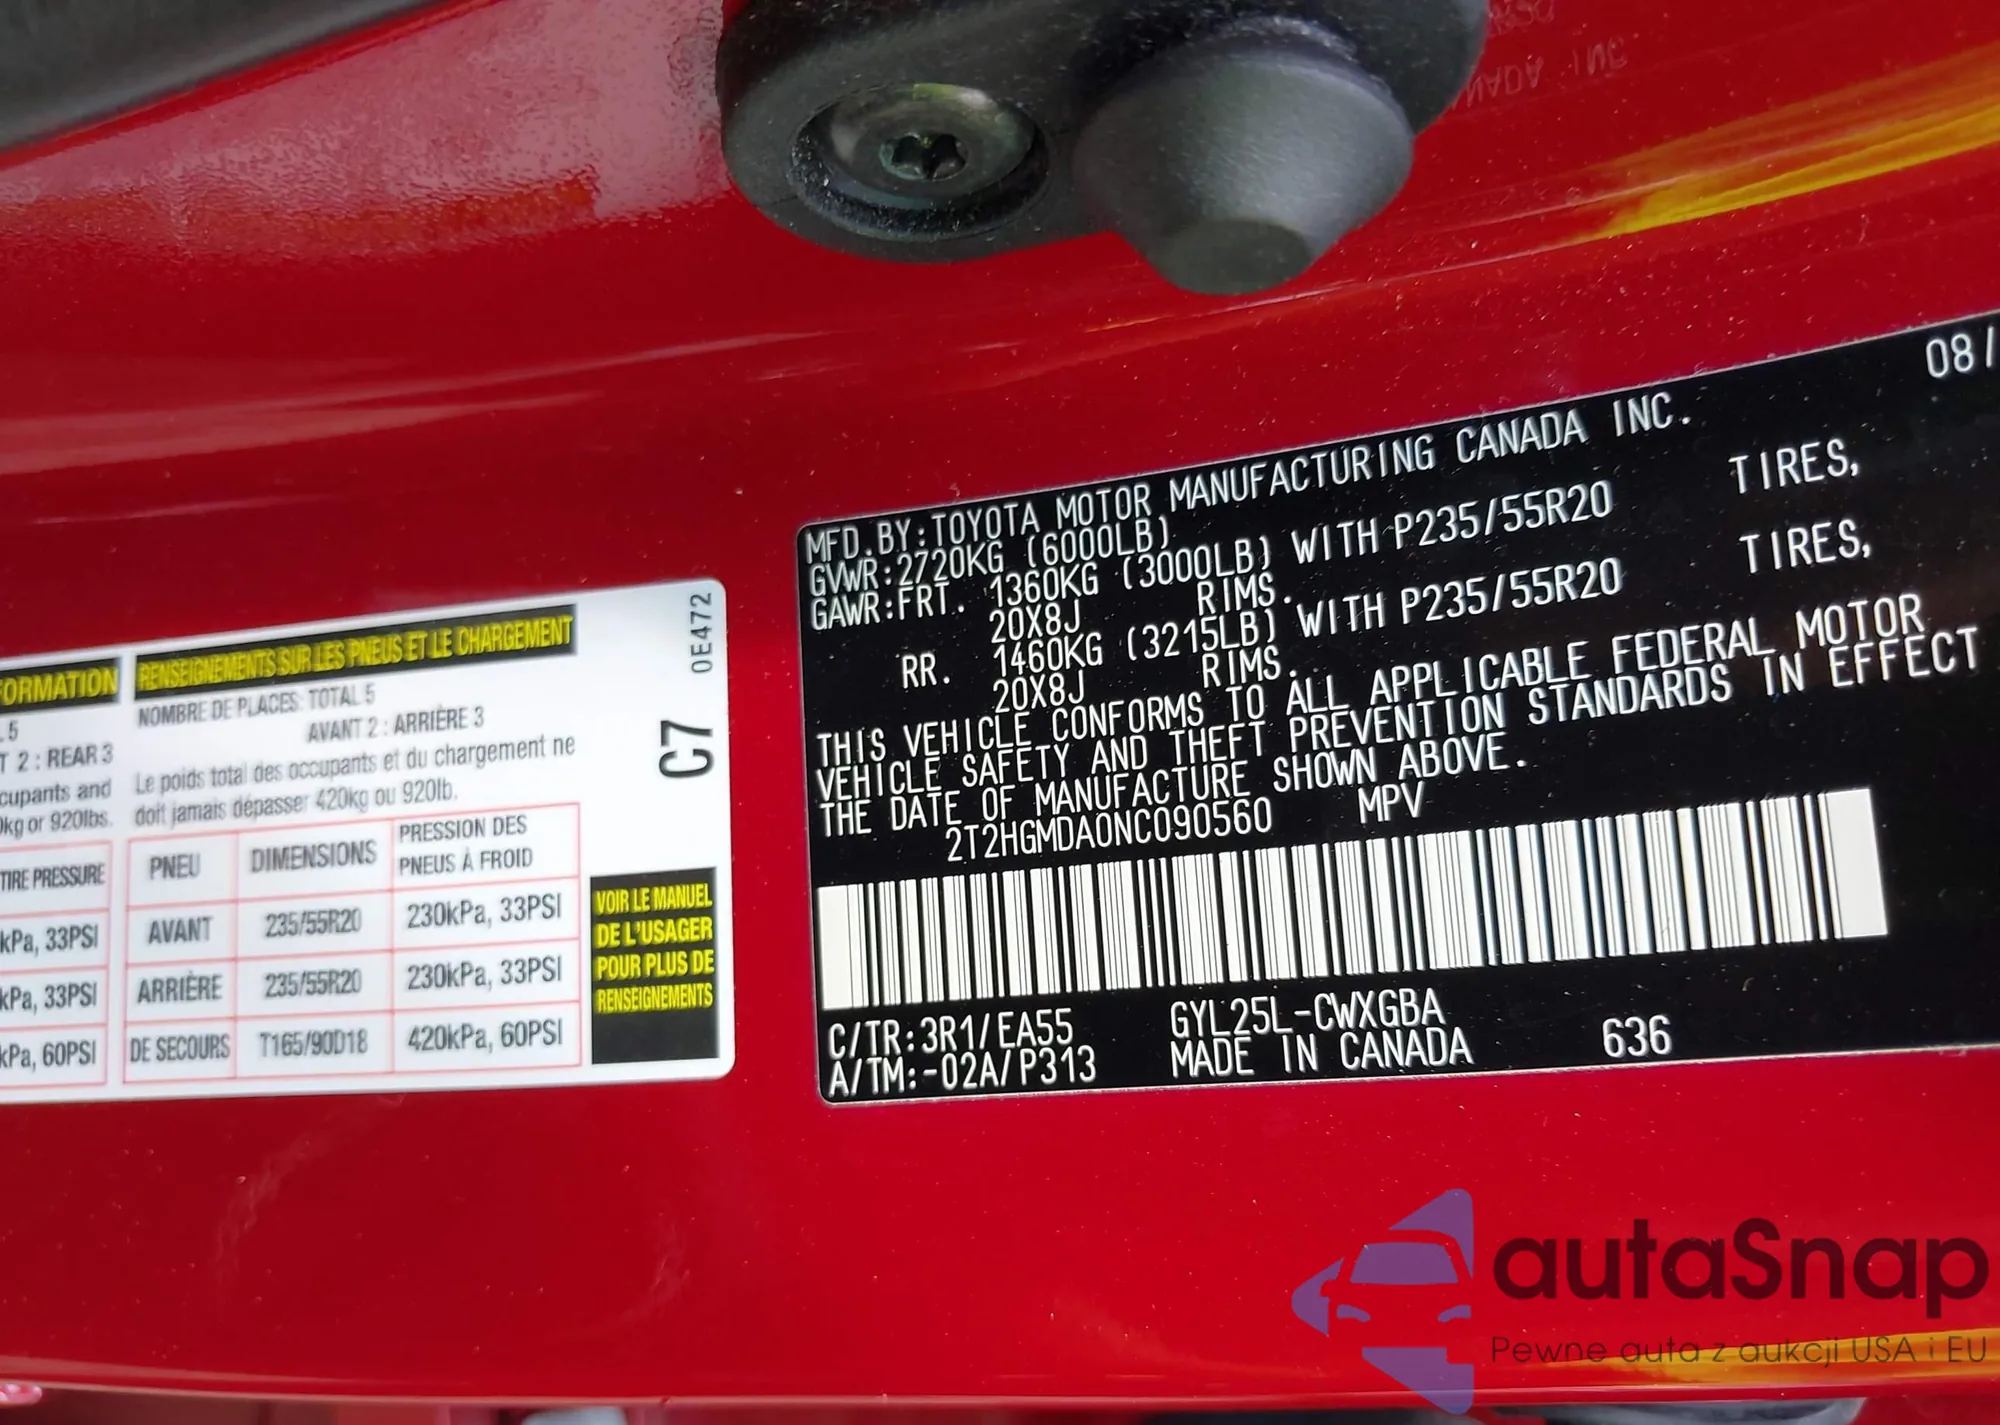 ORMATION
5
T 2 : REAR 3
cupants and
kg or 920lbs.
TIRE PRESSURE
kPa, 33PSI
kPa, 33PSI
kPa, 60PSI
RENSEIGNEMENTS SUR LES PNEUS ET LE CHARGEMENT
NOMBRE DE PLACES: TOTAL 5
AVANT 2 : ARRIÈRE 3
Le poids total des occupants et du chargement ne
doit jamais dépasser 420kg ou 920lb.
PNEU DIMENSIONS PRESSION DES PNEUS À FROID
AVANT 235/55R20 230kPa, 33PSI
ARRIÈRE 235/55R20 230kPa, 33PSI
DE SECOURS T165/90D18 420kPa, 60PSI
0E472
C7
VOIR LE MANUEL
DE L'USAGER
POUR PLUS DE
RENSEIGNEMENTS
08/
MFD.BY:TOYOTA MOTOR MANUFACTURING CANADA INC.
GVWR:2720KG (6000LB)
GAWR:FRT. 1360KG (3000LB) WITH P235/55R20 TIRES,
20X8J RIMS.
RR. 1460KG (3215LB) WITH P235/55R20 TIRES,
20X8J RIMS.
THIS VEHICLE CONFORMS TO ALL APPLICABLE FEDERAL MOTOR
VEHICLE SAFETY AND THEFT PREVENTION STANDARDS IN EFFECT
THE DATE OF MANUFACTURE SHOWN ABOVE.
2T2HGMDA0NC090560 MPV
C/TR:3R1/EA55 GYL25L-CWXGBA
A/TM:-02A/P313 MADE IN CANADA 636
autaSnap
Pewne auta z aukcji USA i EU